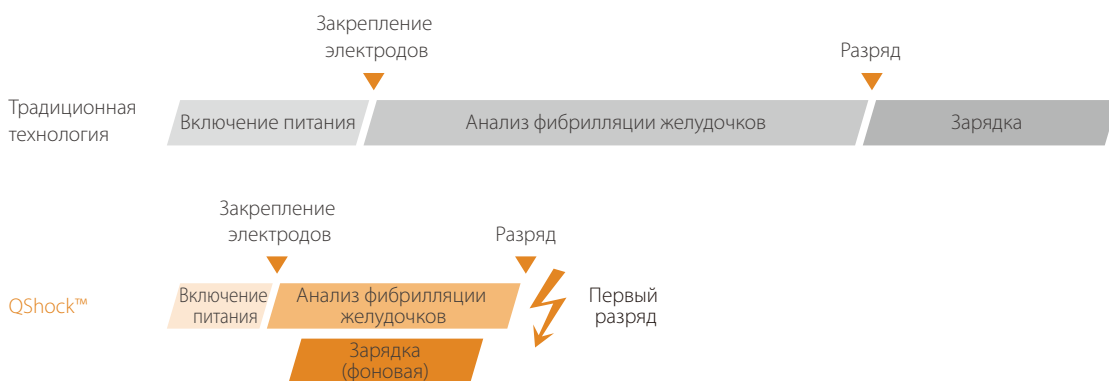 Закрепление
электродов
Разряд
Традиционная
технология
Включение питания
Анализ фибрилляции желудочков
Зарядка
Закрепление
электродов
Разряд
QShock™
Включение
питания
Анализ фибрилляции
желудочков
Первый
разряд
Зарядка
(фоновая)